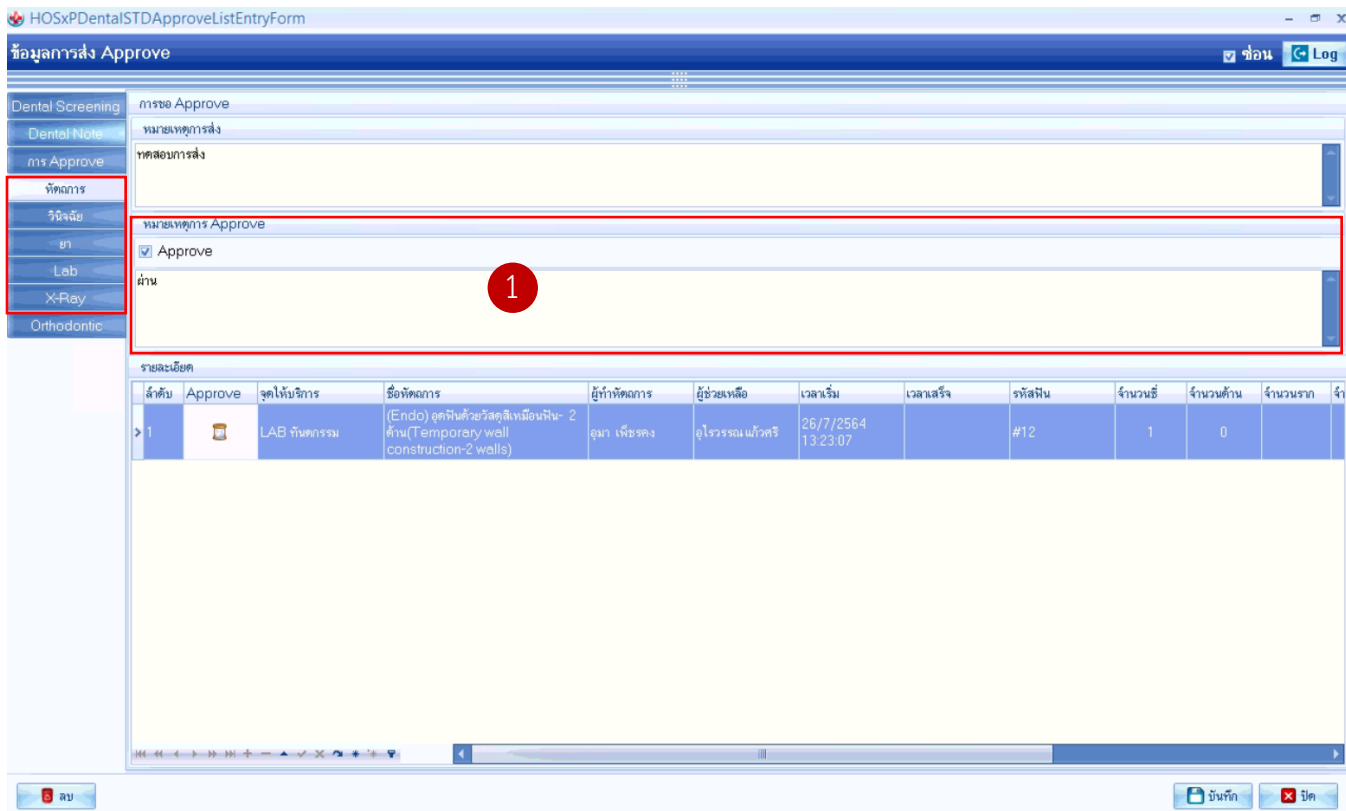 HOSxPDentalSTDApproveListEntryForm
ข้อมูลการส่ง Approve
ซ่อน
Log
Dental Screening
Dental Note
การ Approve
หัตถการ
วินิจฉัย
ยา
Lab
X-Ray
Orthodontic
การขอ Approve
หมายเหตุการส่ง
ทดสอบการส่ง
หมายเหตุการ Approve
Approve
ผ่าน
1
รายละเอียด
ลำดับ Approve จุดให้บริการ ชื่อหัตถการ ผู้ทำหัตถการ ผู้ช่วยเหลือ เวลาเริ่ม เวลาเสร็จ รหัสฟัน จำนวนซี่ จำนวนด้าน จำนวนราก
1 LAB ทันตกรรม (Endo) อุดฟันด้วยวัสดุสีเหมือนฟัน- 2 ด้าน(Temporary wall construction-2 walls) อุมา เพ็ชรคง อุไรวรรณ แก้วศรี 26/7/2564 13:23:07 #12 1 0
ลบ
บันทึก
ปิด